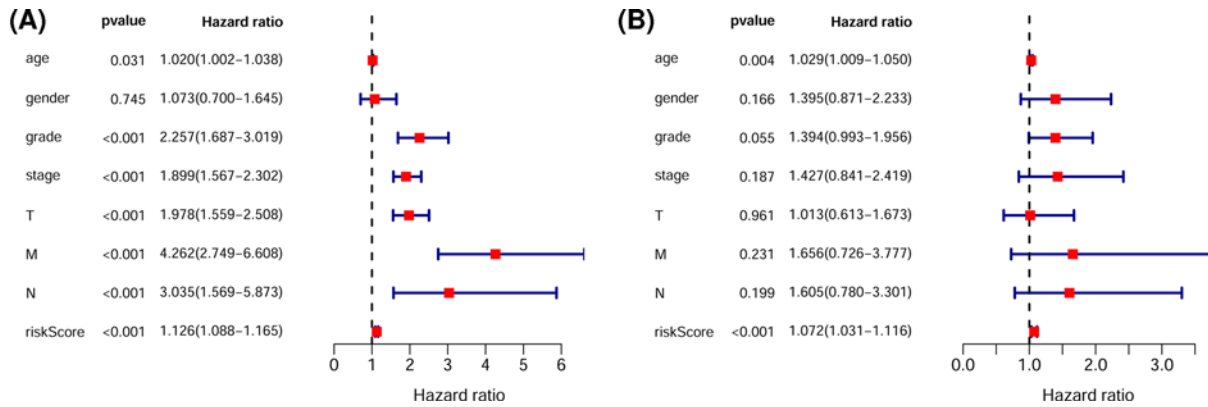 (A)
pvalue Hazard ratio
age 0.031 1.020(1.002−1.038)
gender 0.745 1.073(0.700−1.645)
grade <0.001 2.257(1.687−3.019)
stage <0.001 1.899(1.567−2.302)
T <0.001 1.978(1.559−2.508)
M <0.001 4.262(2.749−6.608)
N <0.001 3.035(1.569−5.873)
riskScore <0.001 1.126(1.088−1.165)
0 1 2 3 4 5 6
Hazard ratio
(B)
pvalue Hazard ratio
age 0.004 1.029(1.009−1.050)
gender 0.166 1.395(0.871−2.233)
grade 0.055 1.394(0.993−1.956)
stage 0.187 1.427(0.841−2.419)
T 0.961 1.013(0.613−1.673)
M 0.231 1.656(0.726−3.777)
N 0.199 1.605(0.780−3.301)
riskScore <0.001 1.072(1.031−1.116)
0.0 1.0 2.0 3.0
Hazard ratio